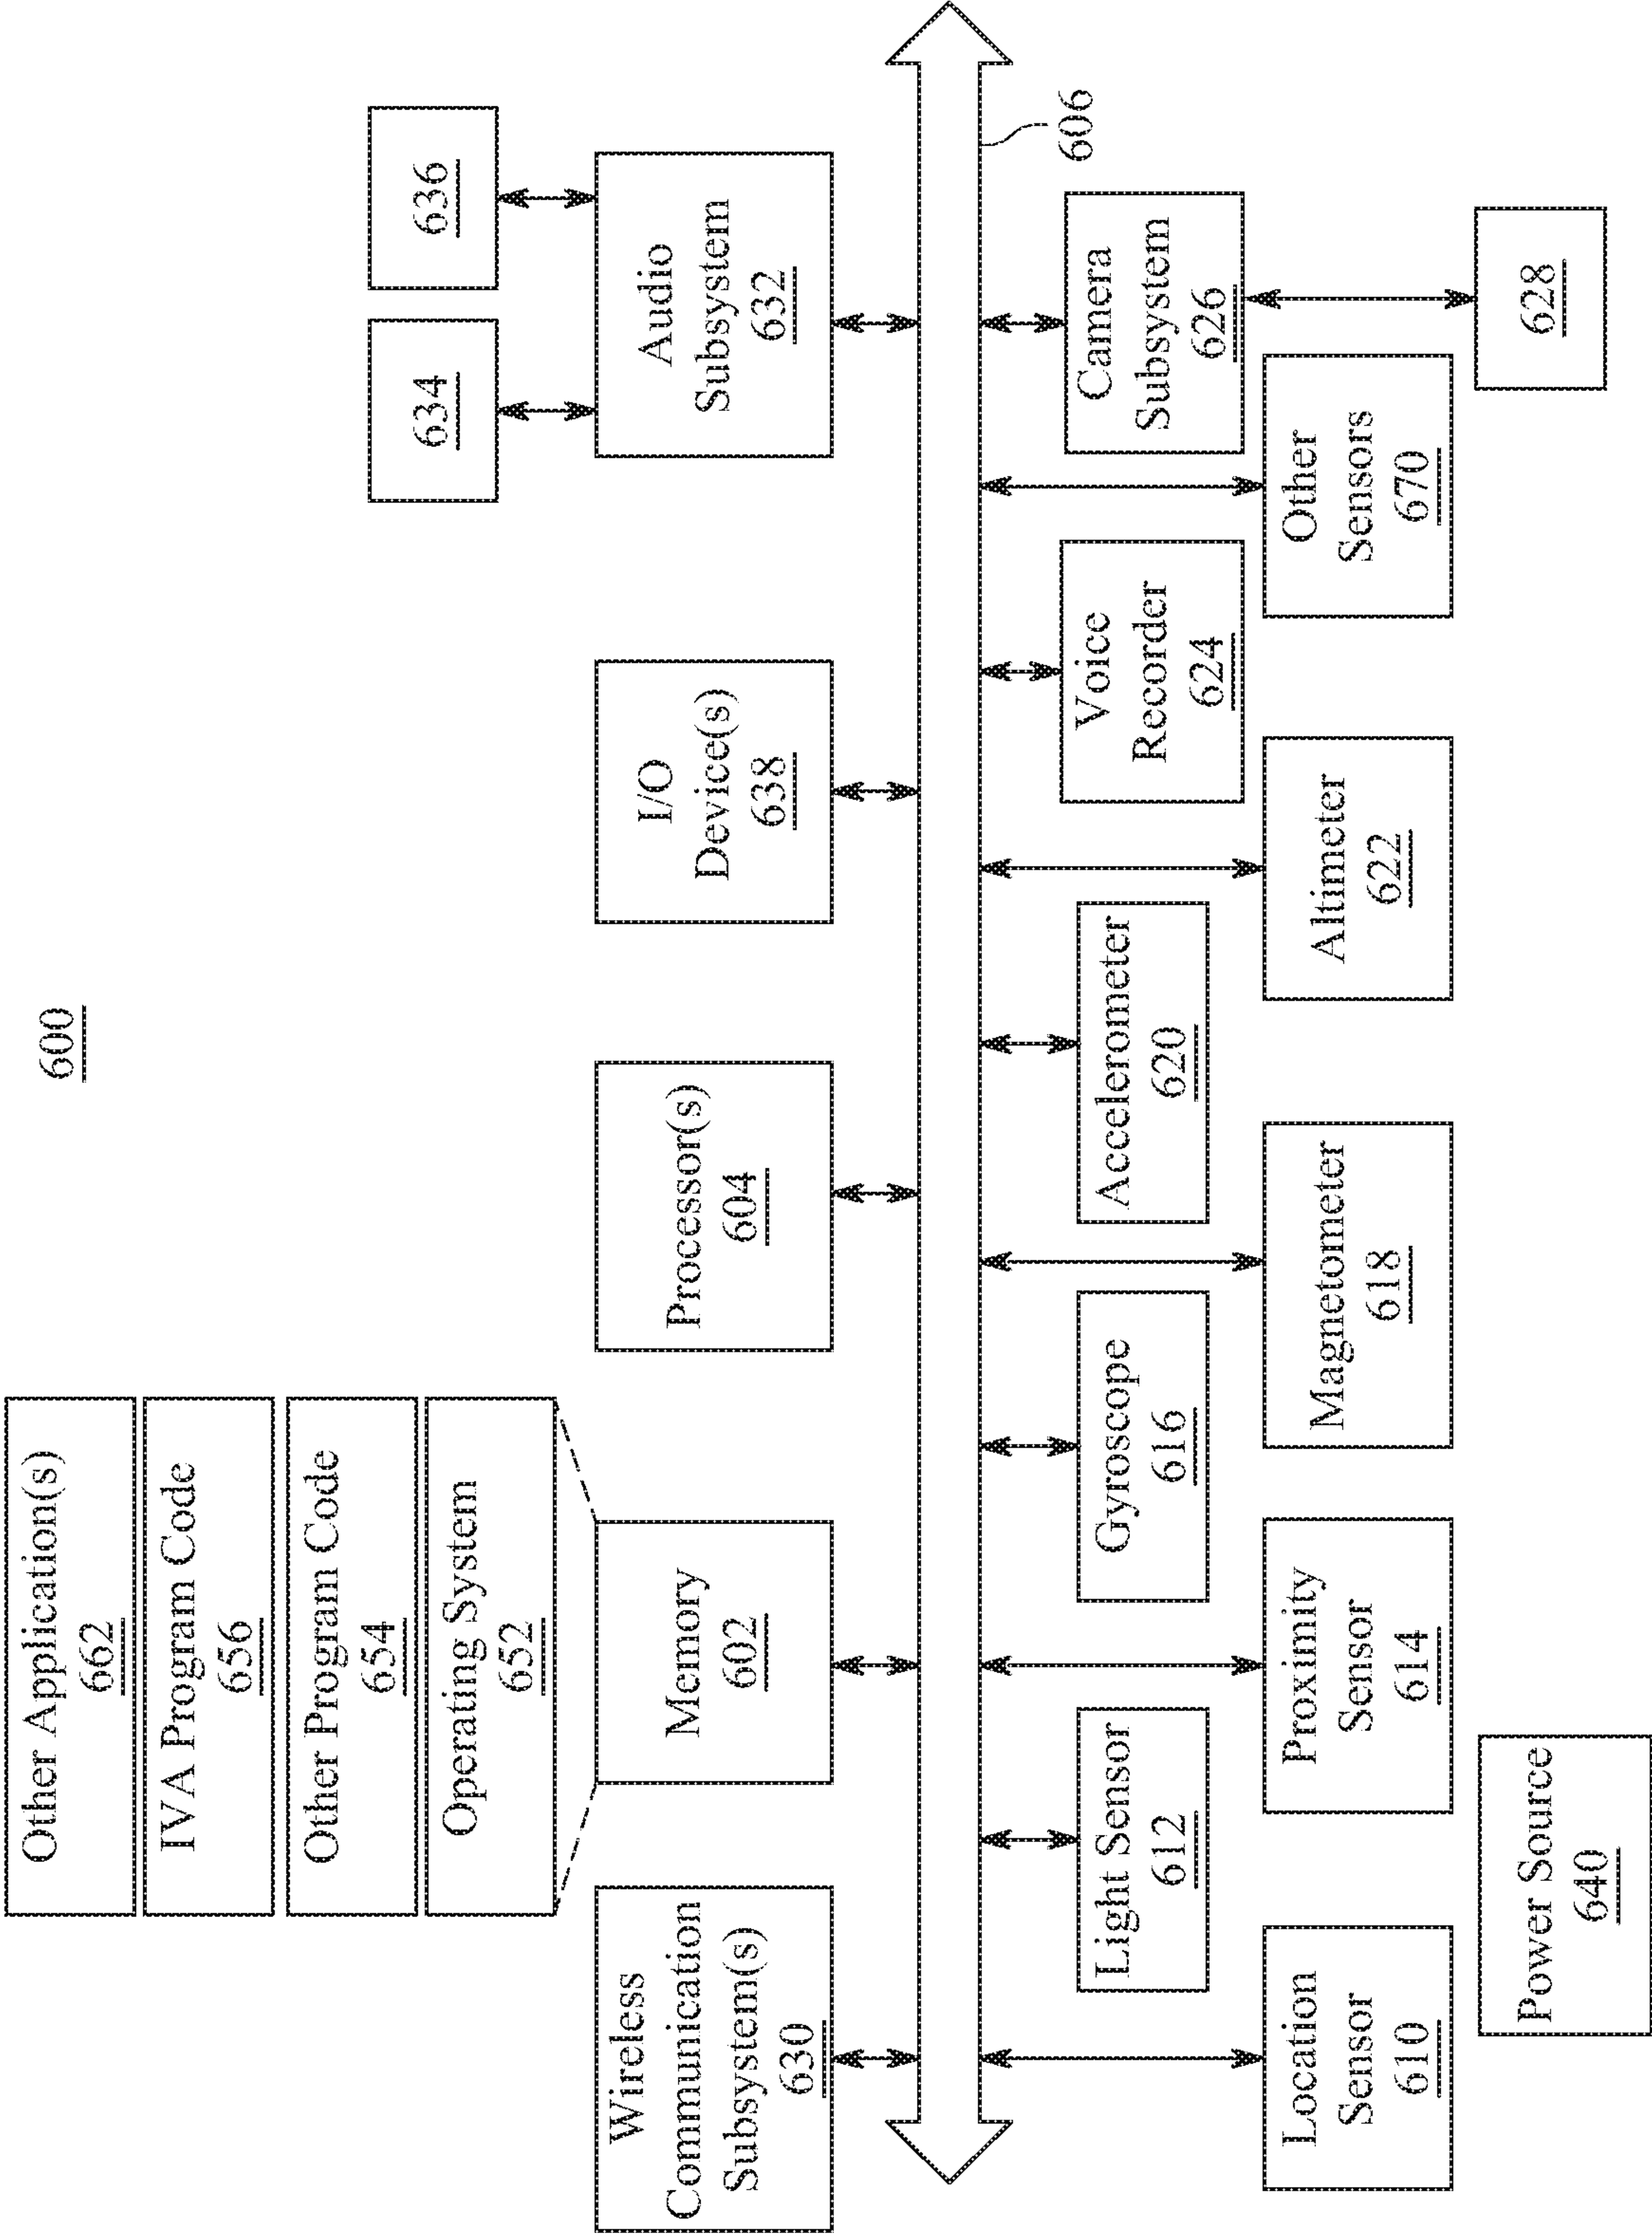 600
Other Application(s)
662
IVA Program Code
656
Other Program Code
654
Operating System
652
634
636
Wireless
Communication
Subsystem(s)
630
Memory
602
Processor(s)
604
I/O
Device(s)
638
Audio
Subsystem
632
606
Light Sensor
612
Gyroscope
616
Accelerometer
620
Voice
Recorder
624
Camera
Subsystem
626
Location
Sensor
610
Proximity
Sensor
614
Magnetometer
618
Altimeter
622
Other
Sensors
670
Power Source
640
628